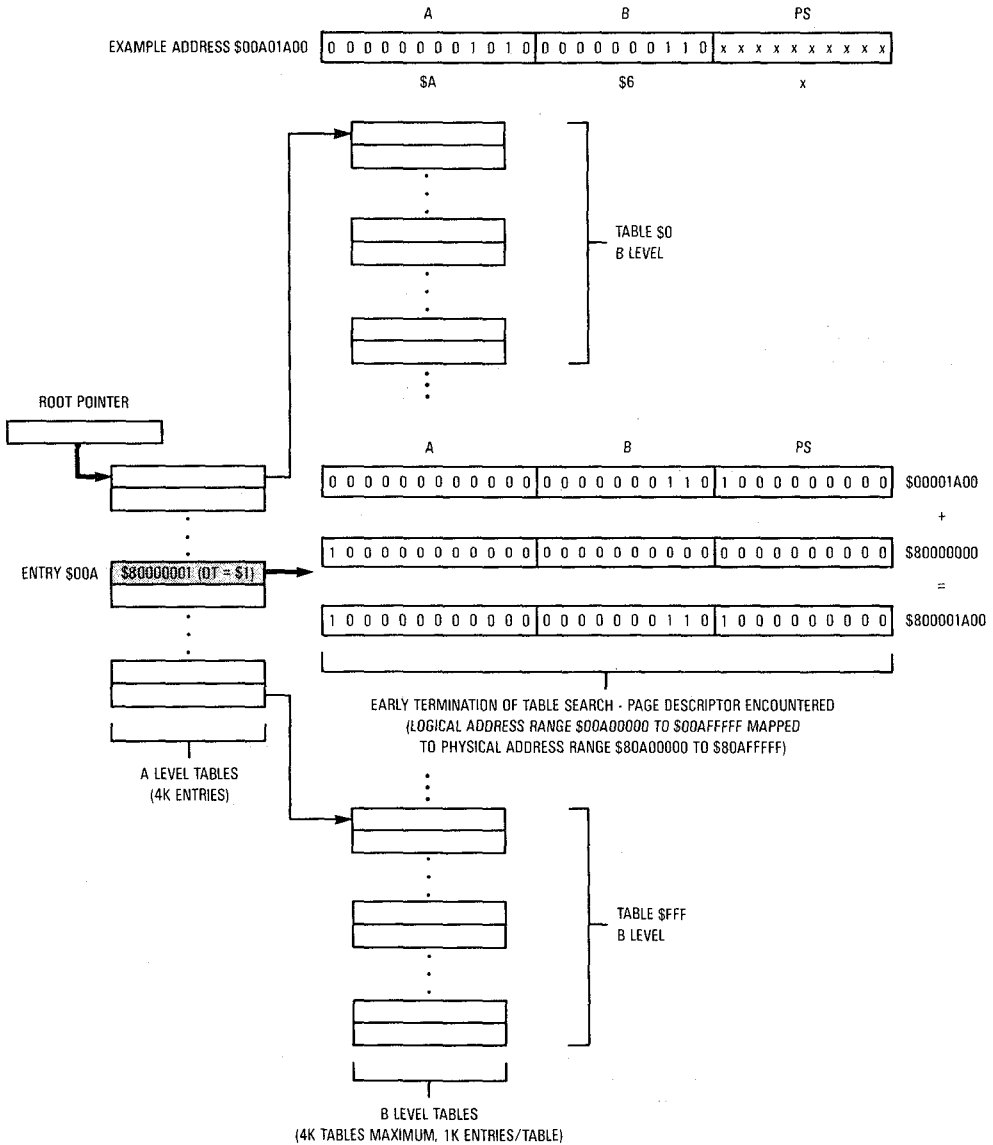 A B PS
EXAMPLE ADDRESS $00A01A00 0 0 0 0 0 0 0 0 1 0 1 0 0 0 0 0 0 0 0 1 1 0 x x x x x x x x x x
$A $6 x
TABLE $0
B LEVEL
ROOT POINTER
A B PS
0 0 0 0 0 0 0 0 0 0 0 0 0 0 0 0 0 0 0 1 1 0 1 0 0 0 0 0 0 0 0 0 $00001A00
+
ENTRY $00A $80000001 (DT = $1) 1 0 0 0 0 0 0 0 0 0 0 0 0 0 0 0 0 0 0 0 0 0 0 0 0 0 0 0 0 0 0 0 $80000000
=
1 0 0 0 0 0 0 0 0 0 0 0 0 0 0 0 0 0 0 1 1 0 1 0 0 0 0 0 0 0 0 0 $800001A00
EARLY TERMINATION OF TABLE SEARCH - PAGE DESCRIPTOR ENCOUNTERED
(LOGICAL ADDRESS RANGE $00A00000 TO $00AFFFFF MAPPED
TO PHYSICAL ADDRESS RANGE $80A00000 TO $80AFFFFF)
A LEVEL TABLES
(4K ENTRIES)
TABLE $FFF
B LEVEL
B LEVEL TABLES
(4K TABLES MAXIMUM, 1K ENTRIES/TABLE)